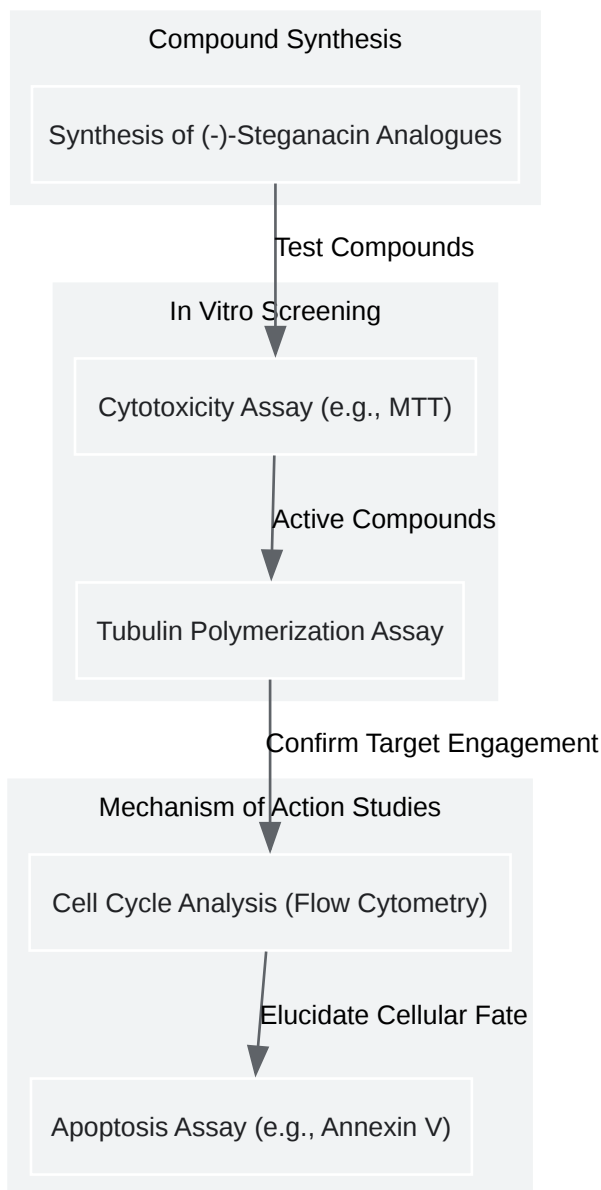 Compound Synthesis
Synthesis of (-)-Steganacin Analogues
Test Compounds
In Vitro Screening
Cytotoxicity Assay (e.g., MTT)
Active Compounds
Tubulin Polymerization Assay
Confirm Target Engagement
Mechanism of Action Studies
Cell Cycle Analysis (Flow Cytometry)
Elucidate Cellular Fate
Apoptosis Assay (e.g., Annexin V)